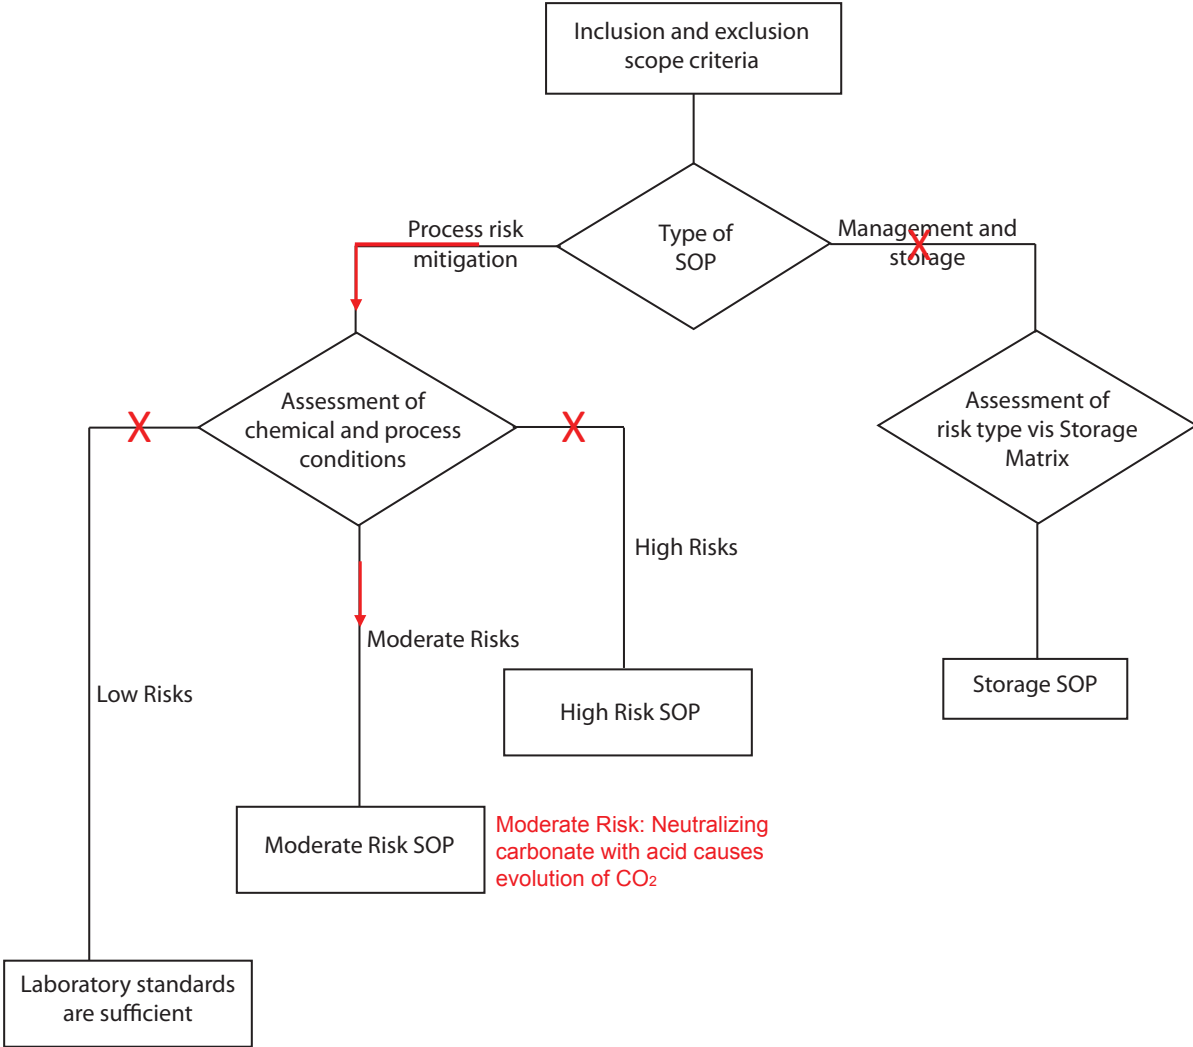 Inclusion and exclusion
scope criteria
Process risk
mitigation
Type of
SOP
Management and
storage
X
Assessment of
chemical and process
conditions
X
X
Assessment of
risk type vis Storage
Matrix
High Risks
Moderate Risks
Low Risks
High Risk SOP
Storage SOP
Moderate Risk SOP
Moderate Risk: Neutralizing
carbonate with acid causes
evolution of CO2
Laboratory standards
are sufficient